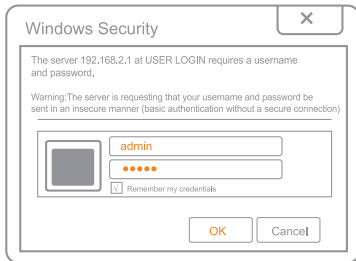 Windows Security
The server 192.168.2.1 at USER LOGIN requires a username
and password.
Warning:The server is requesting that your username and password be
sent in an insecure manner (basic authentication without a secure connection)
admin
•••••
Remember my credentials
OK
Cancel